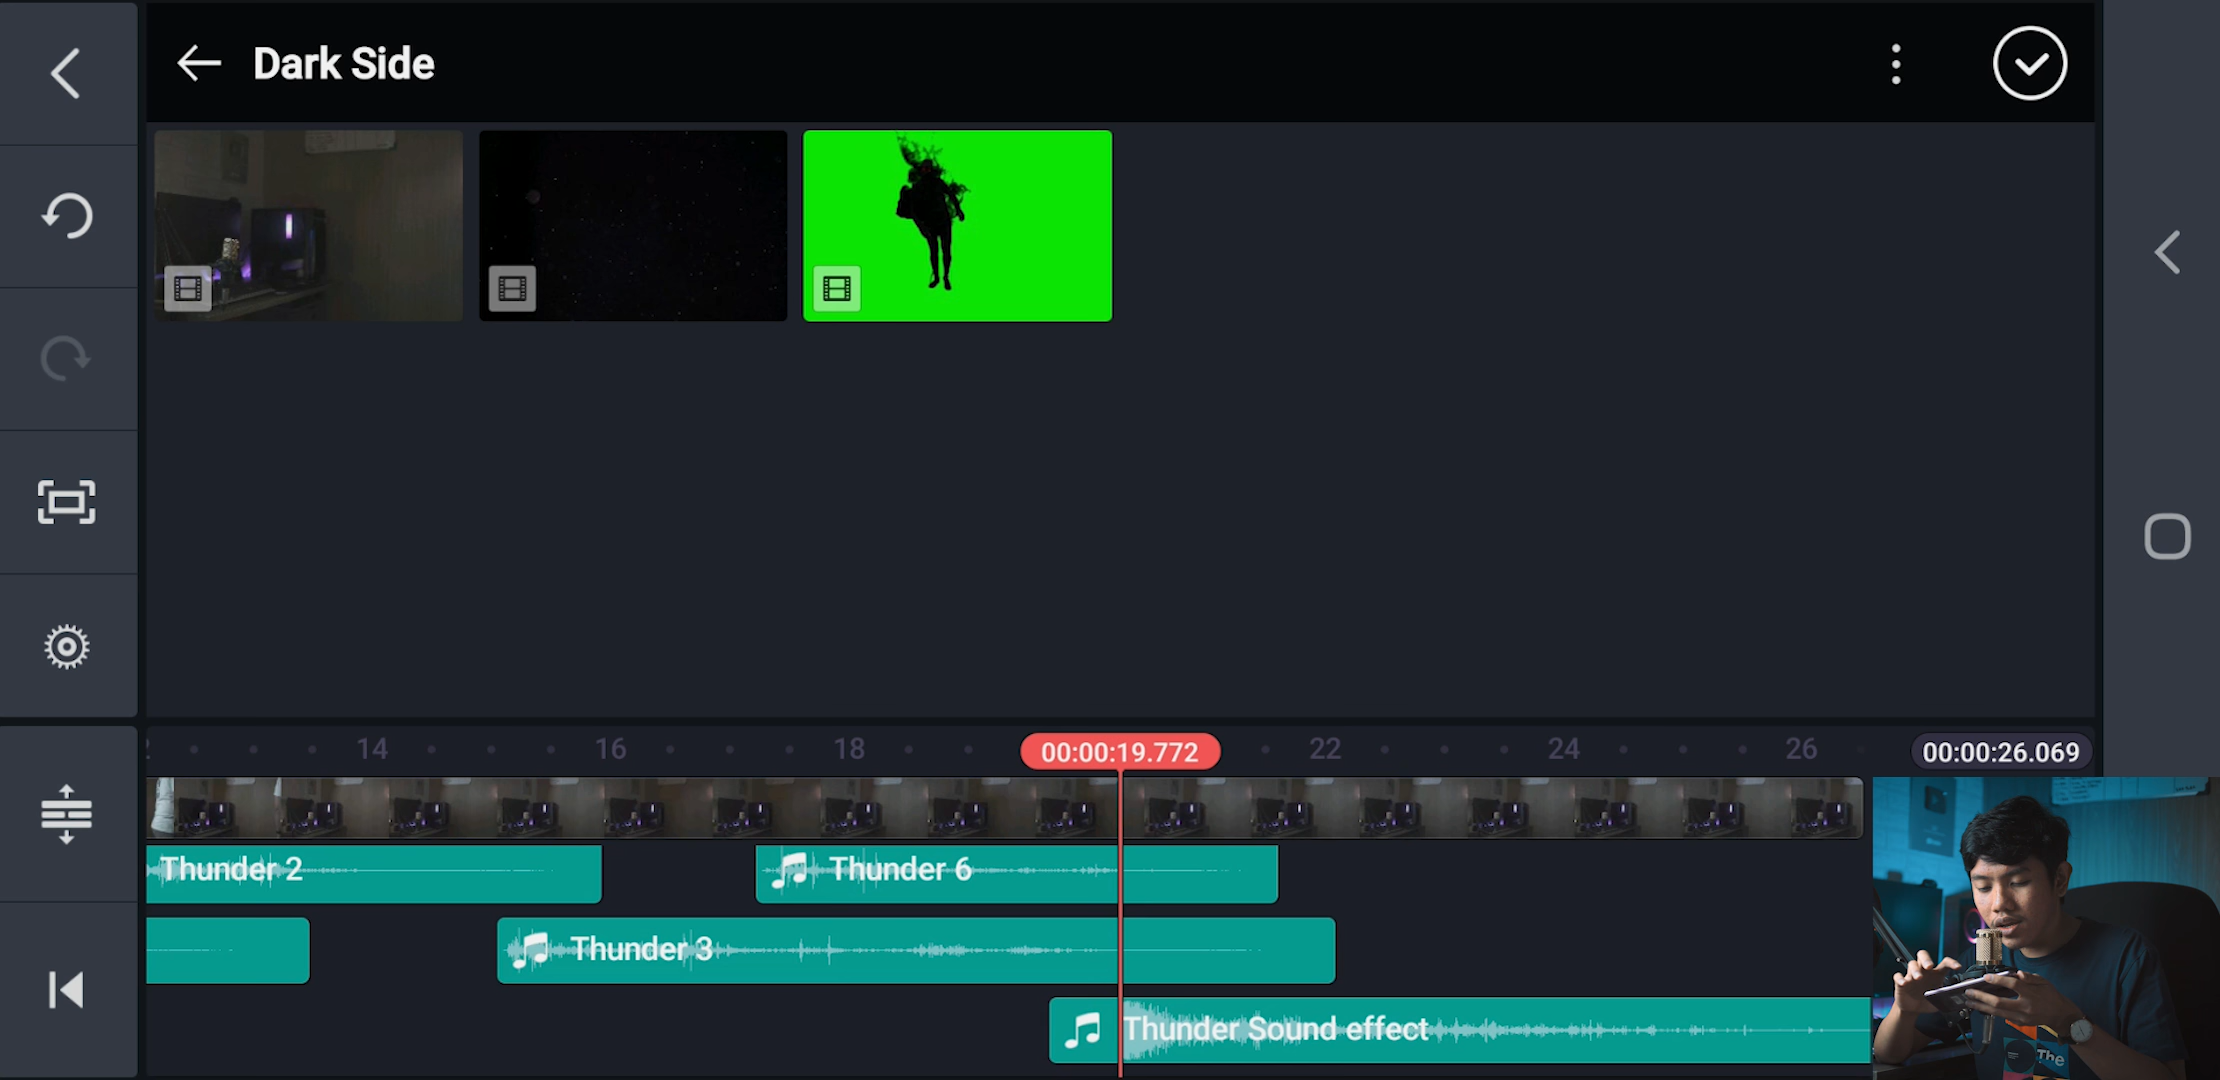 Dark Side
14 16 18 00:00:19.772 22 24 26 00:00:26.069
Thunder 2
Thunder 6
Thunder 3
Thunder Sound effect
The